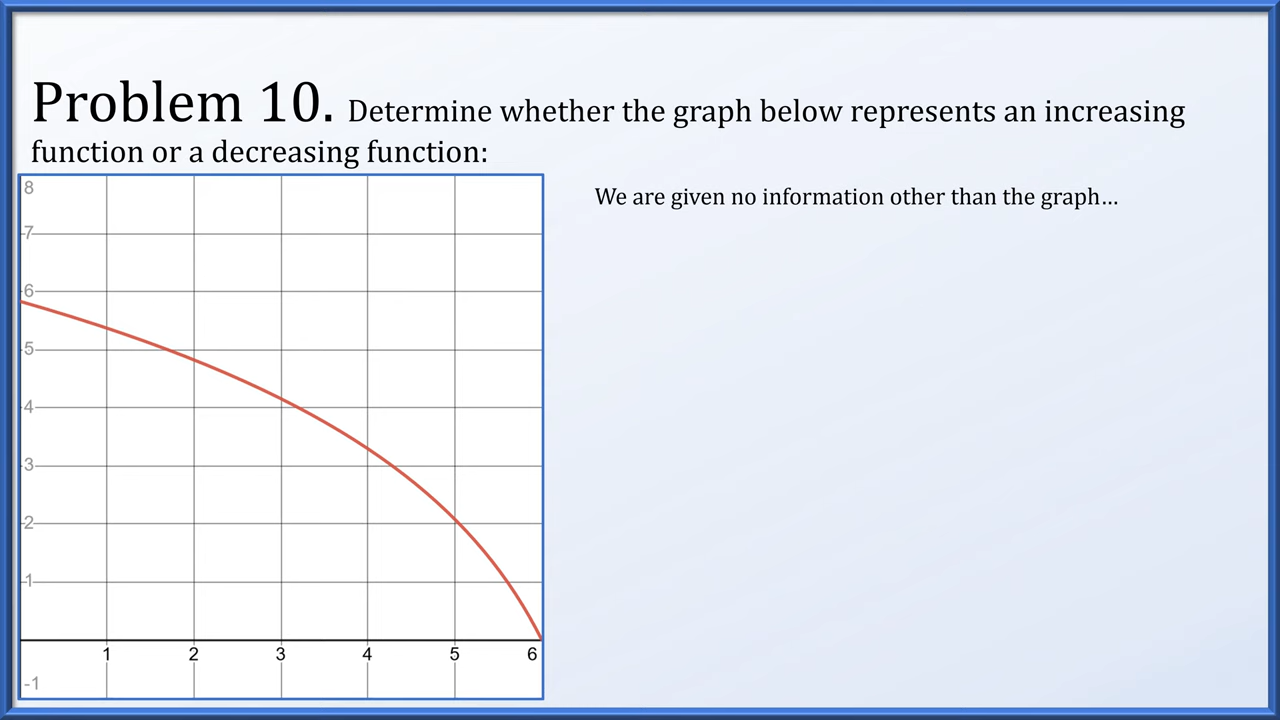 Problem 10. Determine whether the graph below represents an increasing
function or a decreasing function:
We are given no information other than the graph…
8
7
6
5
4
3
2
1
1 2 3 4 5 6
-1